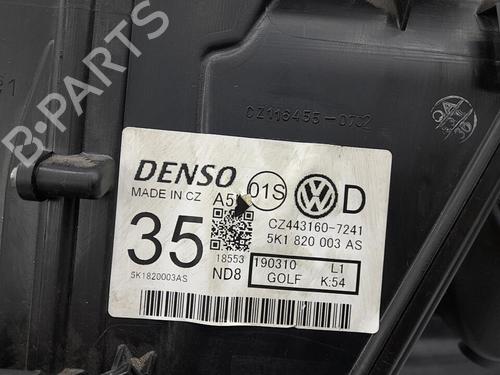 CZ116455-0702
B-PARTS
DENSO 01S D
MADE IN CZ A5
CZ443160-7241
5K1 820 003 AS
35
18553
ND8
190310 L1
GOLF K:54
5K1820003AS